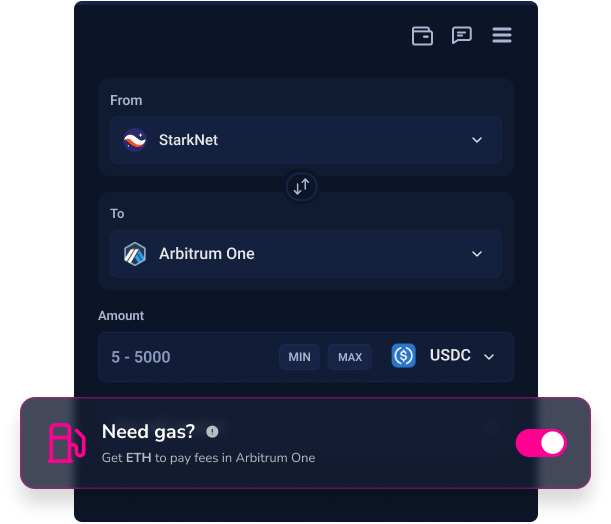 From
StarkNet
To
Arbitrum One
Amount
5 - 5000 MIN MAX USDC
Need gas?
Get ETH to pay fees in Arbitrum One